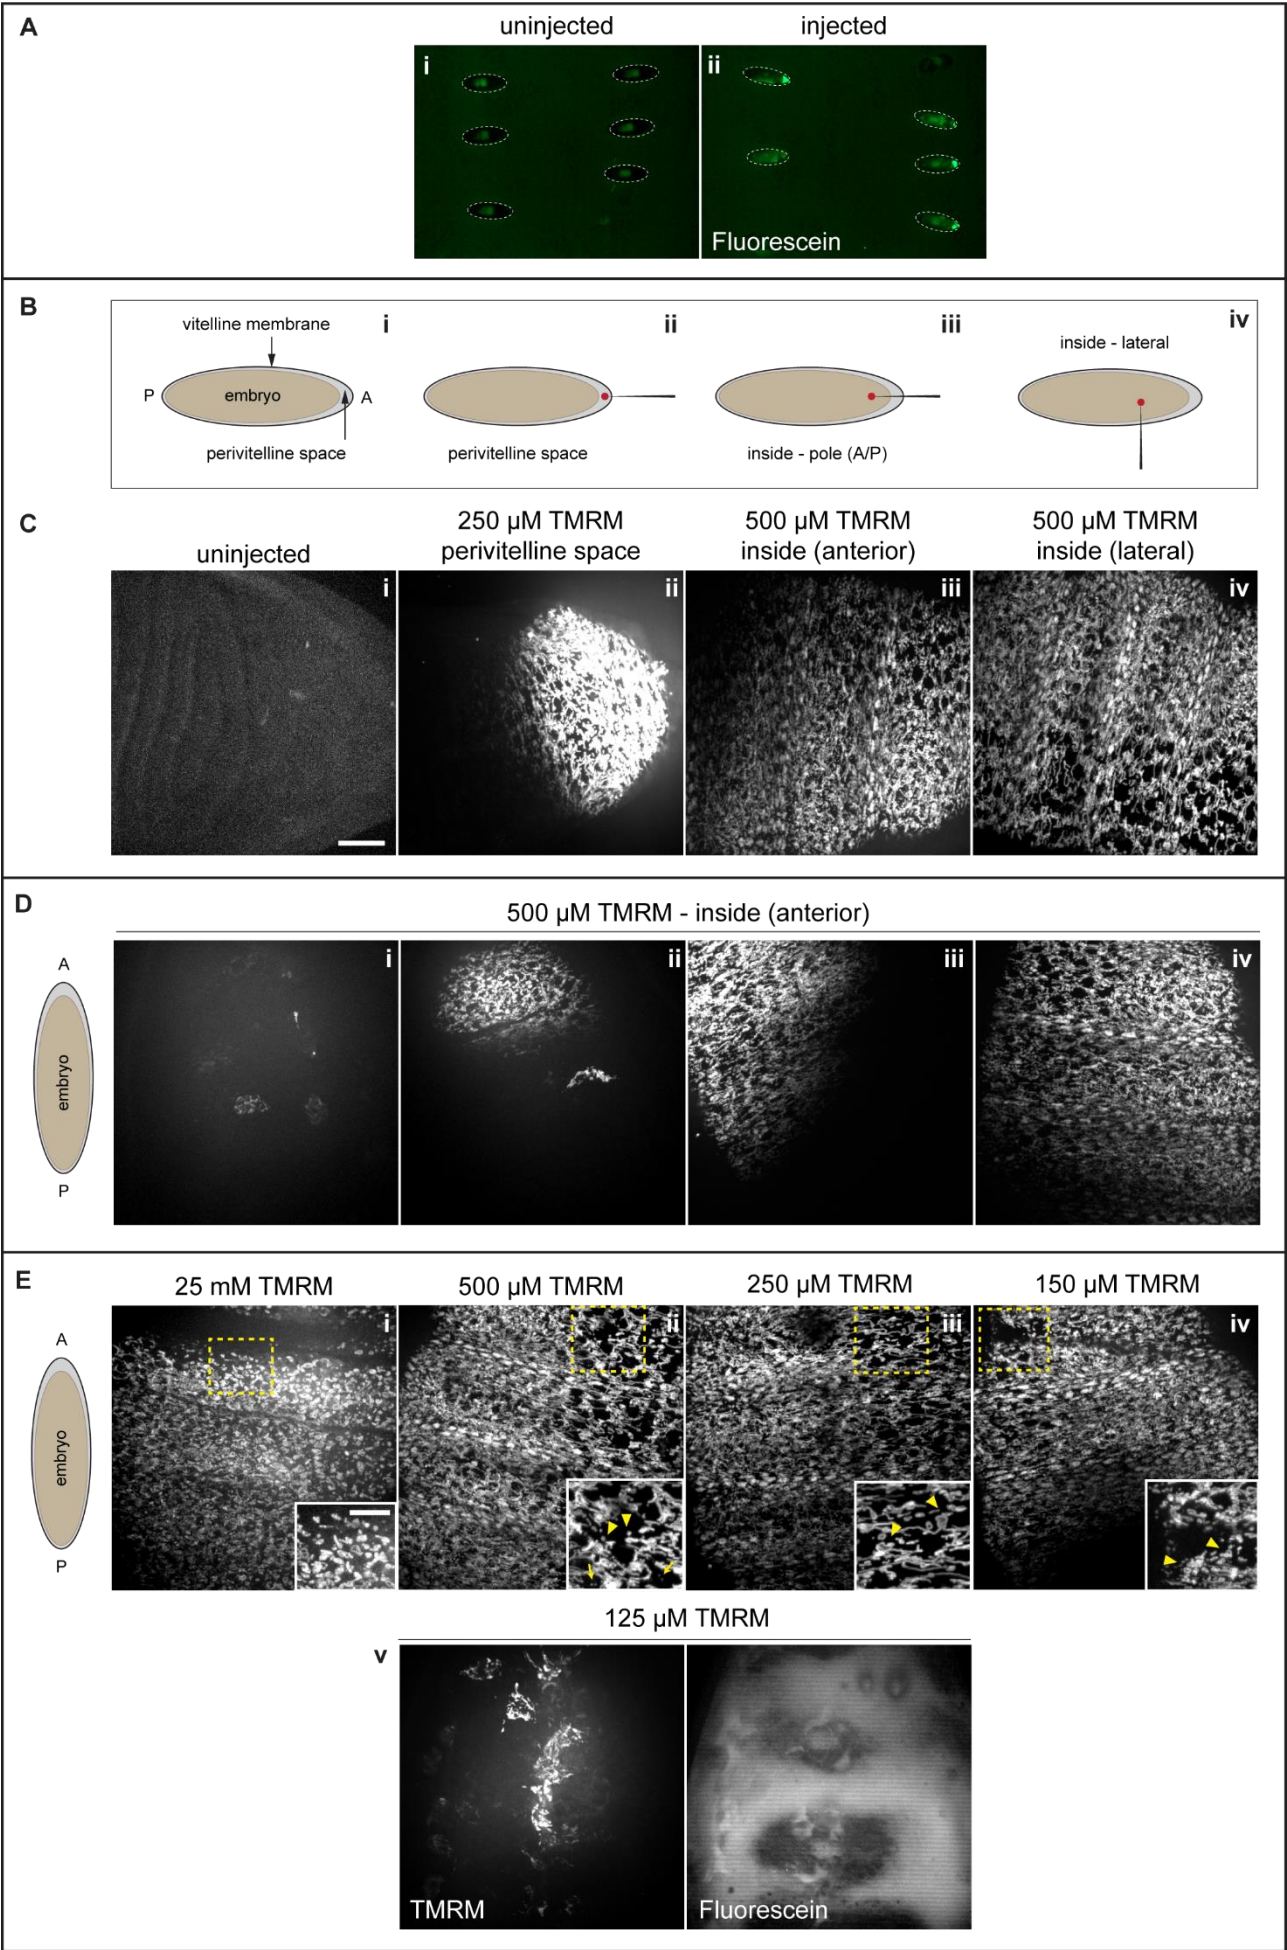 A
uninjected
injected
i
ii
Fluorescein
B
vitelline membrane
i
ii
iii
iv
inside - lateral
P
embryo
A
perivitelline space
perivitelline space
inside - pole (A/P)
C
uninjected
250 µM TMRM
perivitelline space
500 µM TMRM
inside (anterior)
500 µM TMRM
inside (lateral)
i
ii
iii
iv
D
500 µM TMRM - inside (anterior)
A
embryo
P
i
ii
iii
iv
E
25 mM TMRM
500 µM TMRM
250 µM TMRM
150 µM TMRM
A
embryo
P
i
ii
iii
iv
125 µM TMRM
v
TMRM
Fluorescein